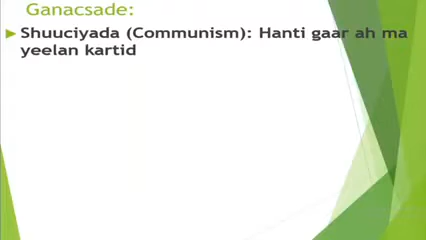 Ganacsade:
Shuuciyada (Communism): Hanti gaar ah ma
yeelan kartid